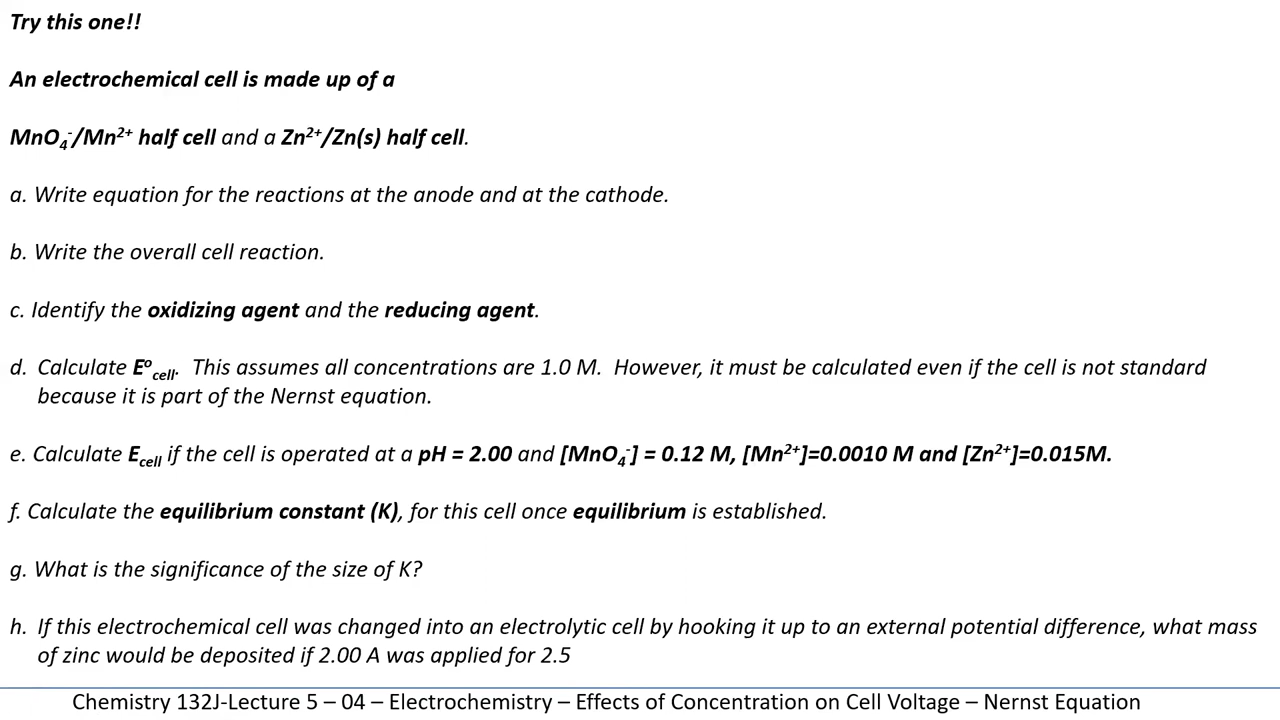 Try this one!!
An electrochemical cell is made up of a
MnO₄⁻/Mn²⁺ half cell and a Zn²⁺/Zn(s) half cell.
a. Write equation for the reactions at the anode and at the cathode.
b. Write the overall cell reaction.
c. Identify the oxidizing agent and the reducing agent.
d. Calculate E°cell. This assumes all concentrations are 1.0 M. However, it must be calculated even if the cell is not standard
because it is part of the Nernst equation.
e. Calculate Ecell if the cell is operated at a pH = 2.00 and [MnO₄⁻] = 0.12 M, [Mn²⁺]=0.0010 M and [Zn²⁺]=0.015M.
f. Calculate the equilibrium constant (K), for this cell once equilibrium is established.
g. What is the significance of the size of K?
h. If this electrochemical cell was changed into an electrolytic cell by hooking it up to an external potential difference, what mass
of zinc would be deposited if 2.00 A was applied for 2.5
Chemistry 132J-Lecture 5 – 04 – Electrochemistry – Effects of Concentration on Cell Voltage – Nernst Equation